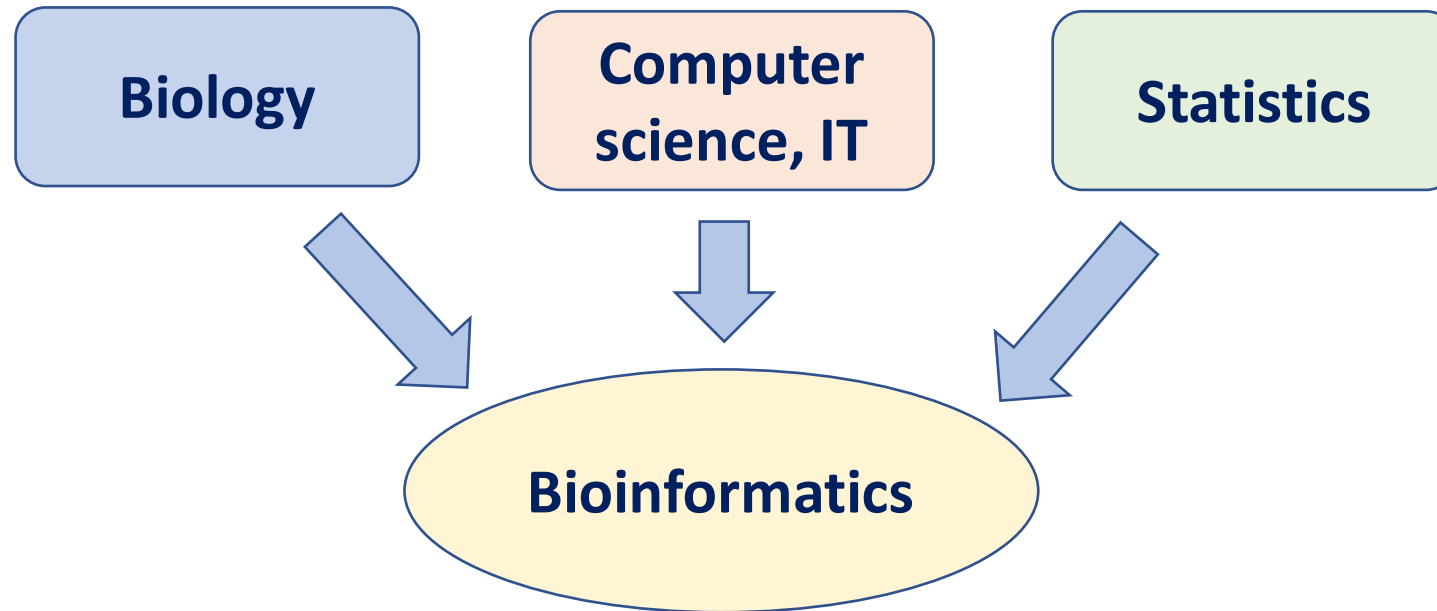 Biology
Computer
science, IT
Statistics
Bioinformatics